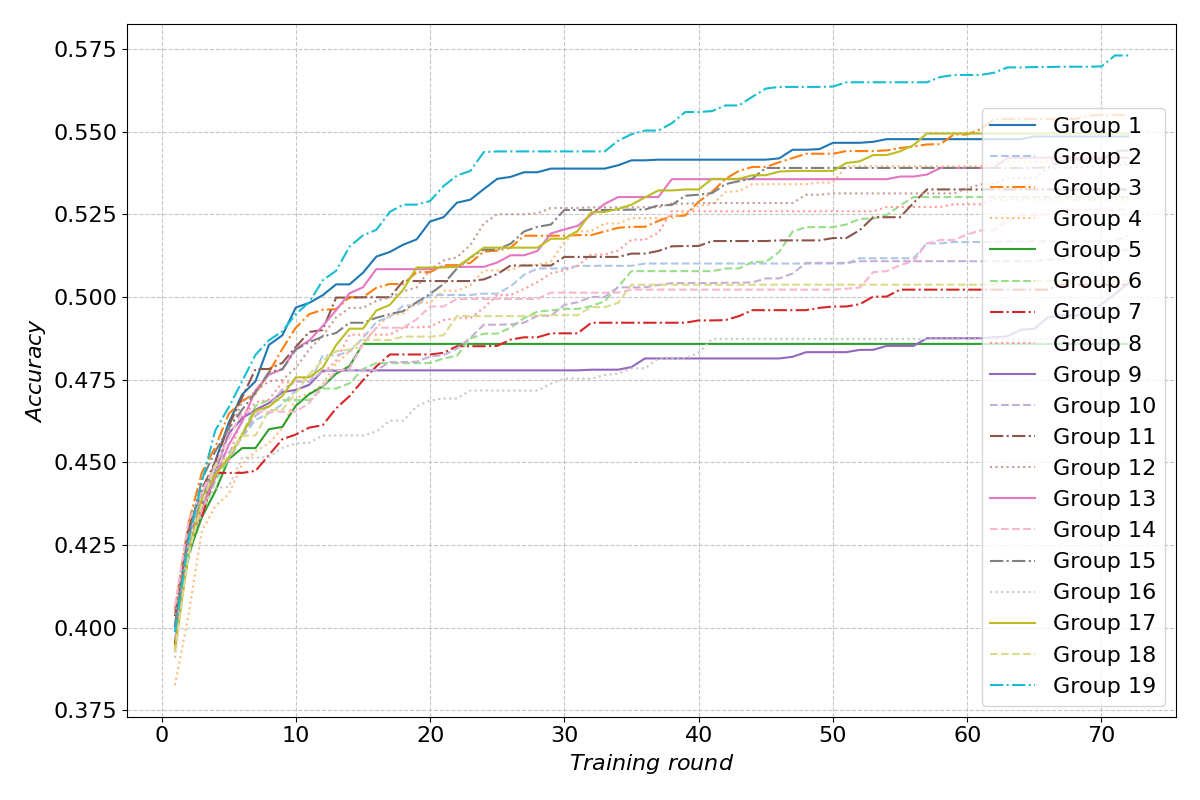 0.575
0.550
0.525
0.500
0.475
0.450
0.425
0.400
0.375
Accuracy
0
10
20
30
40
50
60
70
Training round
Group 1
Group 2
Group 3
Group 4
Group 5
Group 6
Group 7
Group 8
Group 9
Group 10
Group 11
Group 12
Group 13
Group 14
Group 15
Group 16
Group 17
Group 18
Group 19